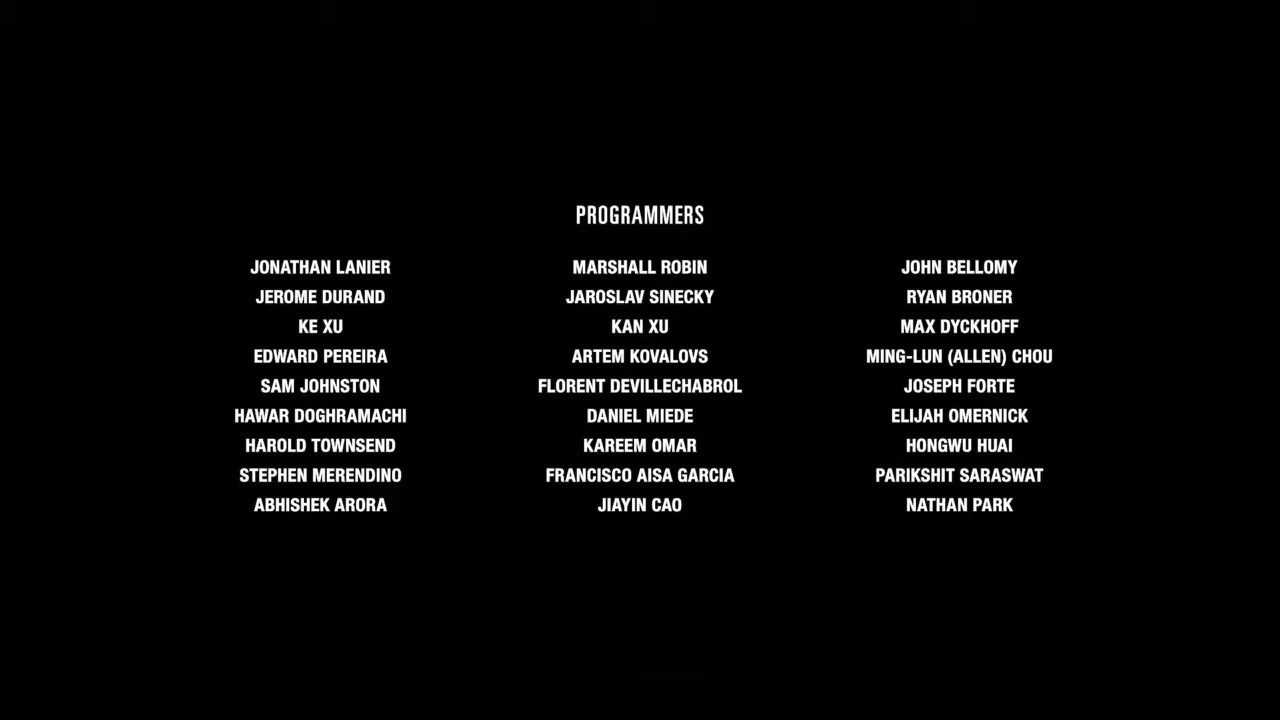 PROGRAMMERS
JONATHAN LANIER MARSHALL ROBIN JOHN BELLOMY
JEROME DURAND JAROSLAV SINECKY RYAN BRONER
KE XU KAN XU MAX DYCKHOFF
EDWARD PEREIRA ARTEM KOVALOVS MING-LUN (ALLEN) CHOU
SAM JOHNSTON FLORENT DEVILLECHABROL JOSEPH FORTE
HAWAR DOGHRAMACHI DANIEL MIEDE ELIJAH OMERNICK
HAROLD TOWNSEND KAREEM OMAR HONGWU HUAI
STEPHEN MERENDINO FRANCISCO AISA GARCIA PARIKSHIT SARASWAT
ABHISHEK ARORA JIAYIN CAO NATHAN PARK